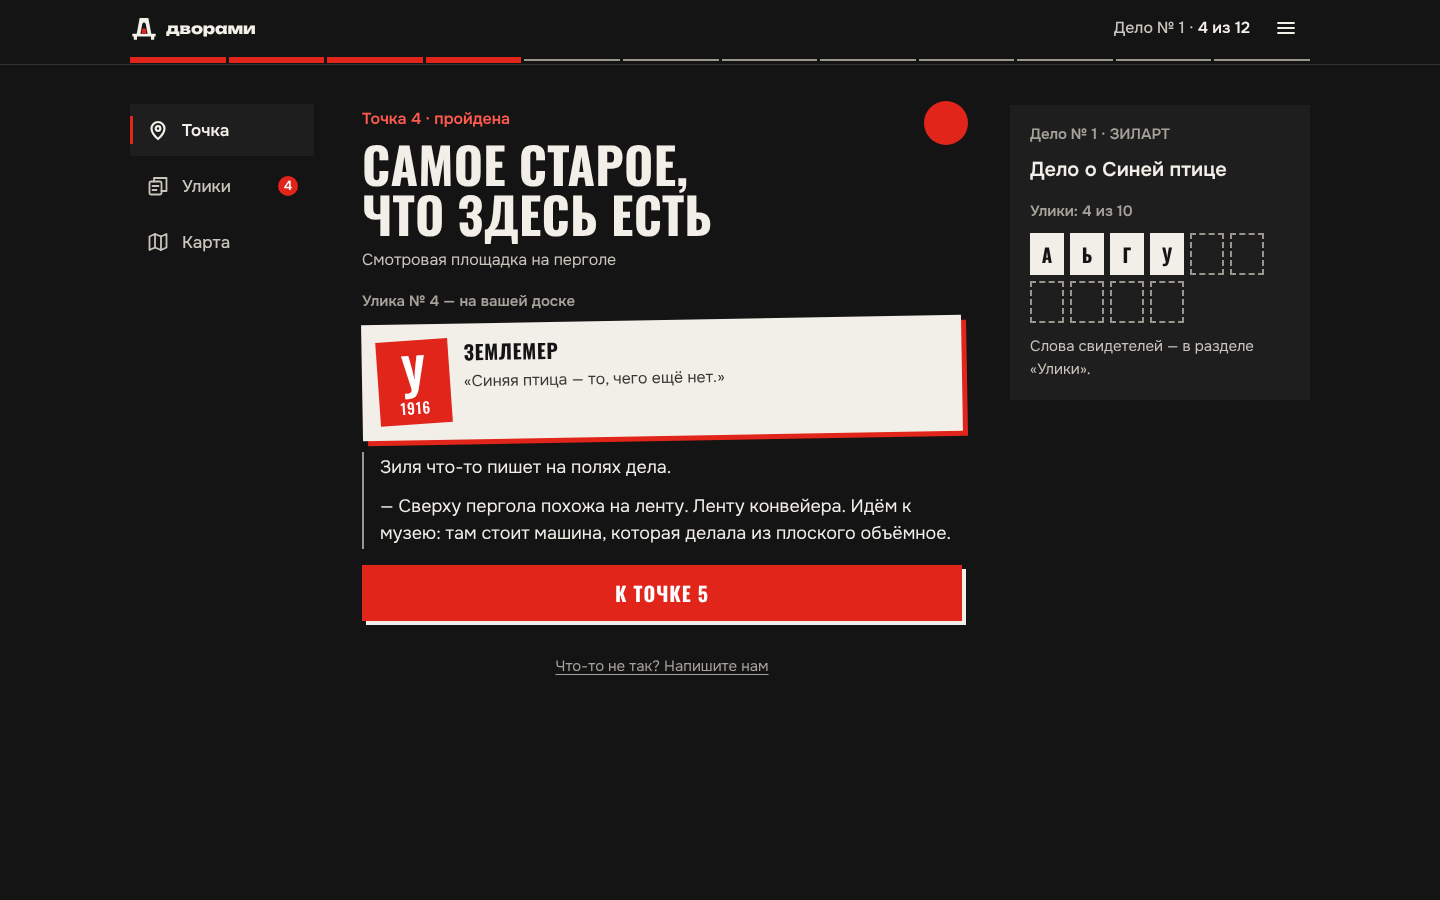 дворами
Дело № 1 · 4 из 12
Точка
Улики 4
Карта
Точка 4 · пройдена
САМОЕ СТАРОЕ,
ЧТО ЗДЕСЬ ЕСТЬ
Смотровая площадка на перголе
Улика № 4 — на вашей доске
У
1916
ЗЕМЛЕМЕР
«Синяя птица — то, чего ещё нет.»
Зиля что-то пишет на полях дела.
— Сверху пергола похожа на ленту. Ленту конвейера. Идём к
музею: там стоит машина, которая делала из плоского объёмное.
К ТОЧКЕ 5
Что-то не так? Напишите нам
Дело № 1 · ЗИЛАРТ
Дело о Синей птице
Улики: 4 из 10
А Ь Г У
Слова свидетелей — в разделе
«Улики».